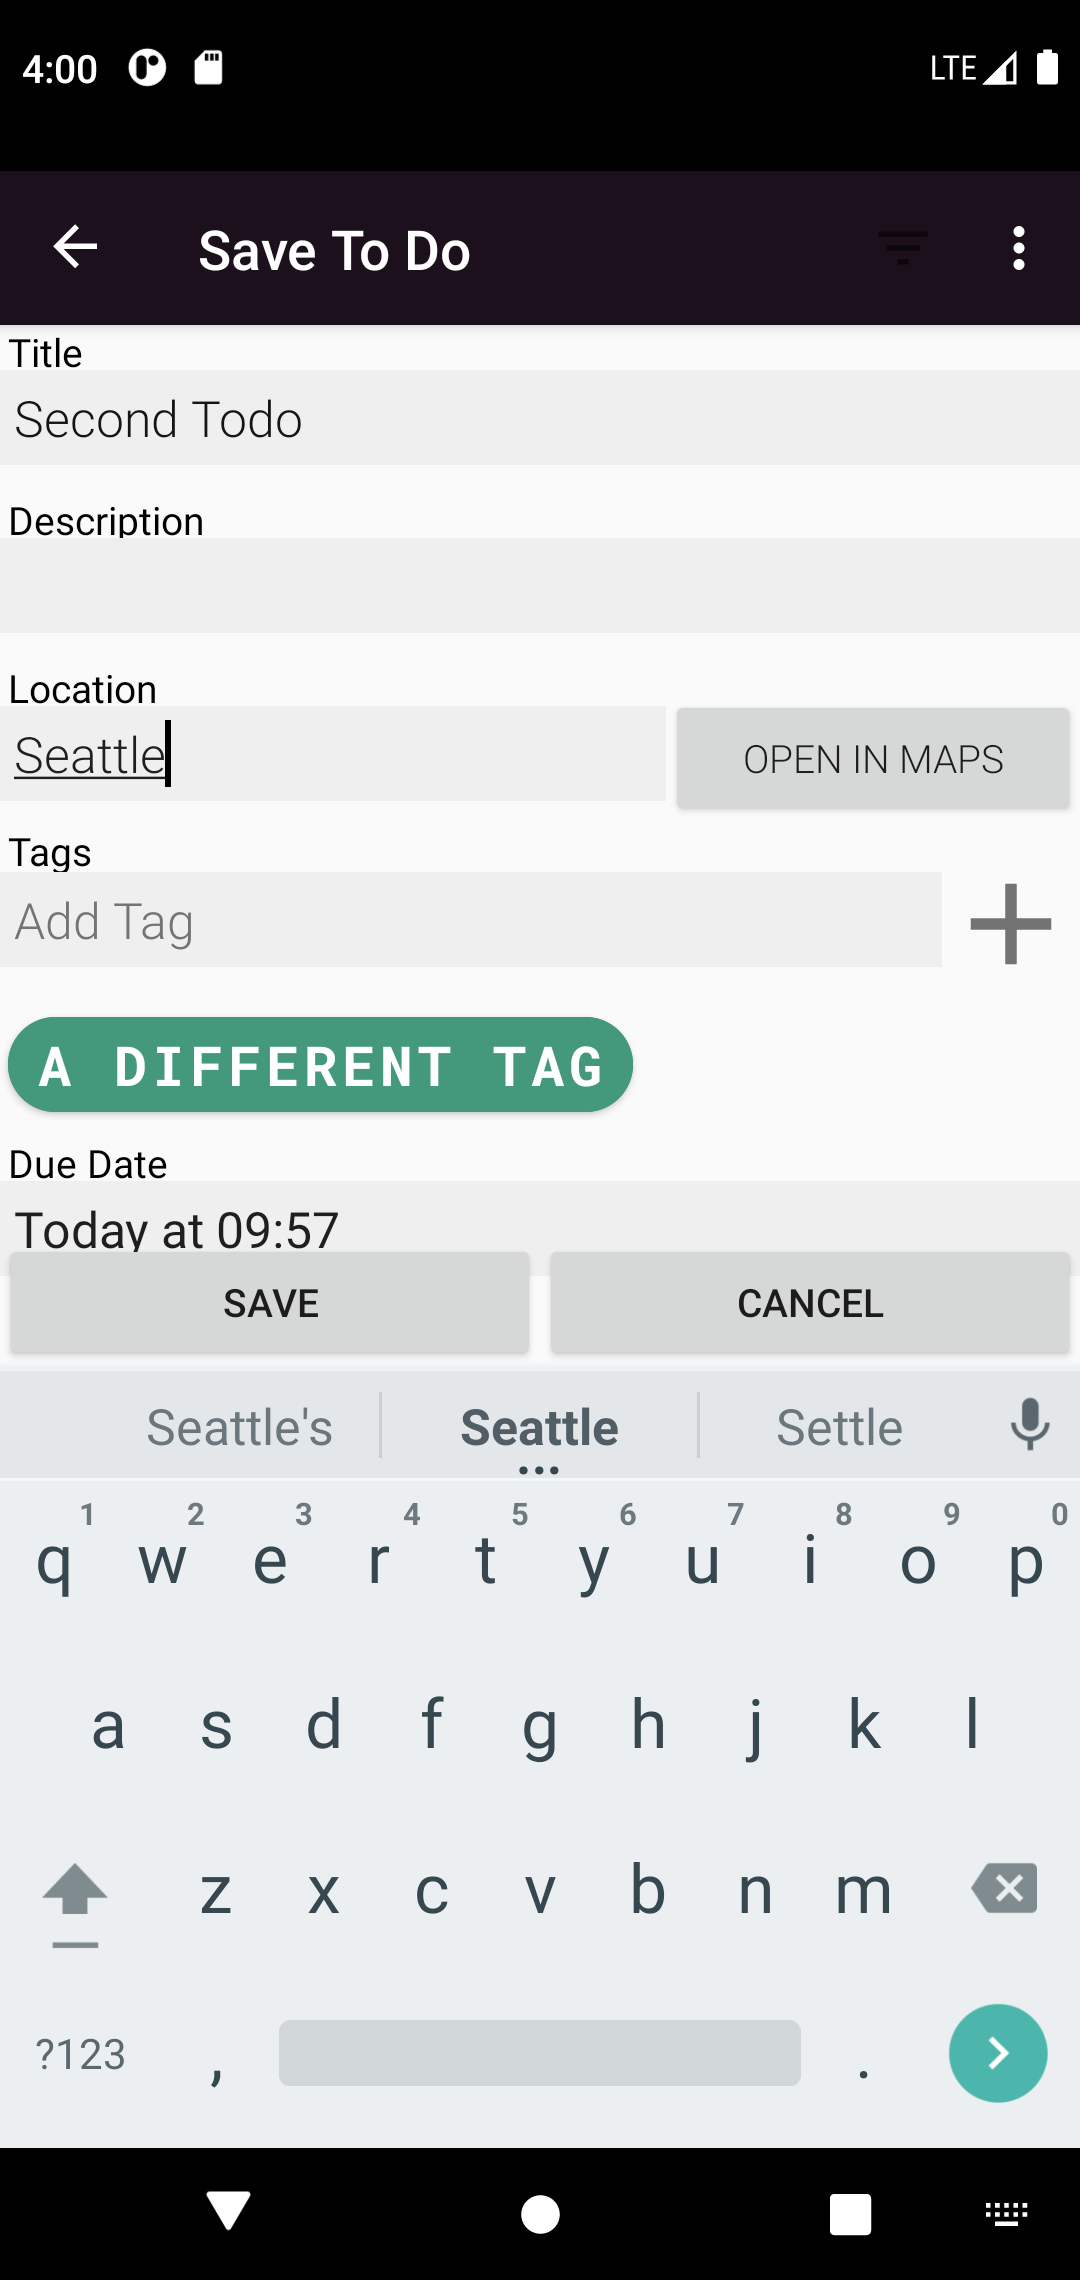 4:00
LTE
Save To Do
Title
Second Todo
Description
Location
Seattle
OPEN IN MAPS
Tags
Add Tag
A DIFFERENT TAG
Due Date
Today at 09:57
SAVE
CANCEL
Seattle's
Seattle
Settle
1 2 3 4 5 6 7 8 9 0
q w e r t y u i o p
a s d f g h j k l
z x c v b n m
?123 , .